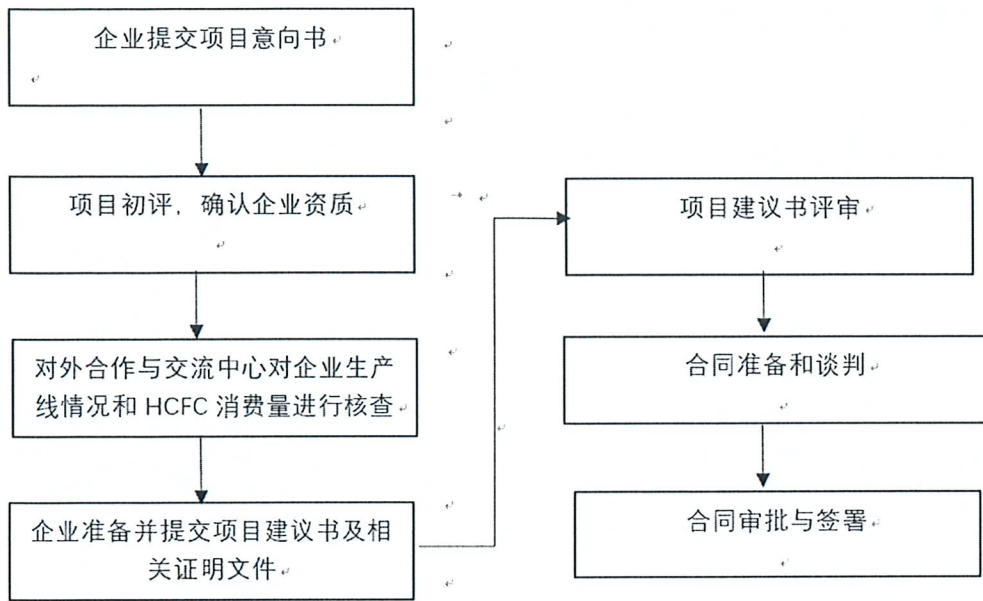 企业提交项目意向书
项目初评，确认企业资质
对外合作与交流中心对企业生产
线情况和 HCFC 消费量进行核查
企业准备并提交项目建议书及相
关证明文件
项目建议书评审
合同准备和谈判
合同审批与签署